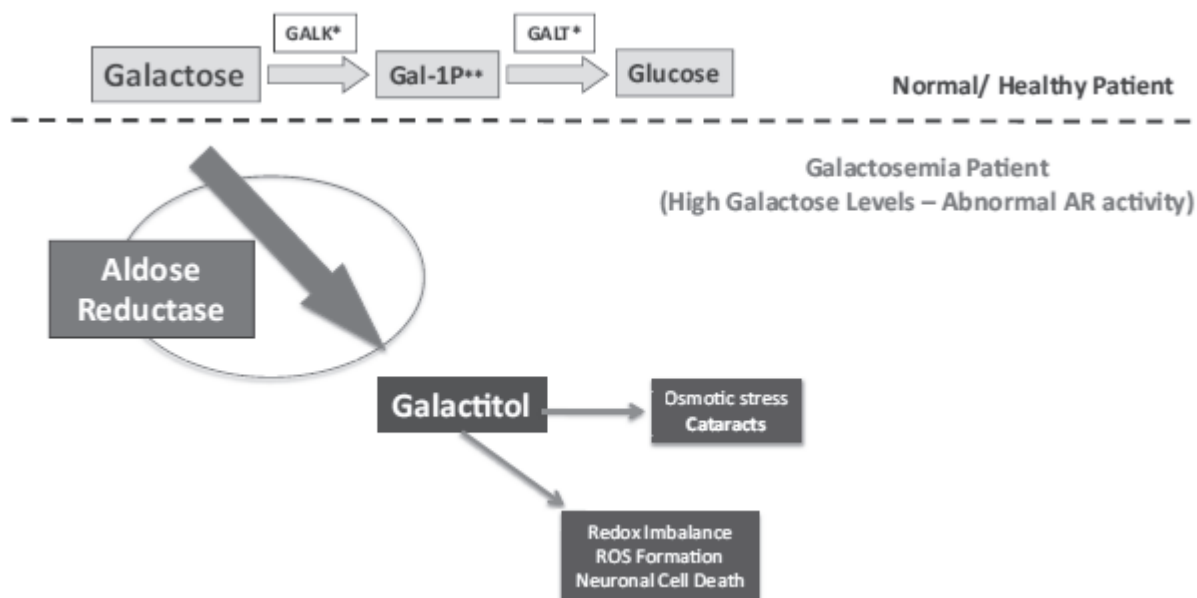 GALK*
GALT*
Galactose
Gal-1P**
Glucose
Normal/ Healthy Patient
Galactosemia Patient
(High Galactose Levels – Abnormal AR activity)
Aldose
Reductase
Galactitol
Osmotic stress
Cataracts
Redox Imbalance
ROS Formation
Neuronal Cell Death